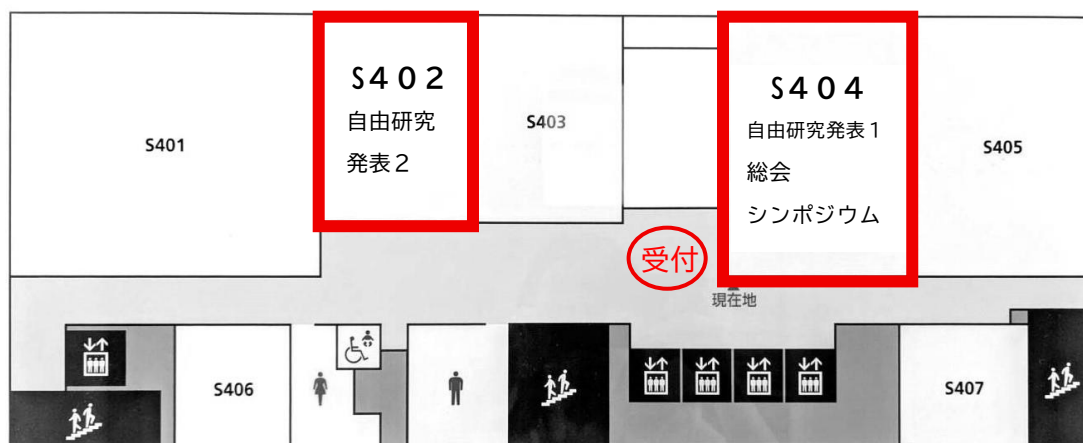 S401
S４０２
自由研究
発表２
S403
S４０４
自由研究発表１
総会
シンポジウム
S405
受付
現在地
S406
S407